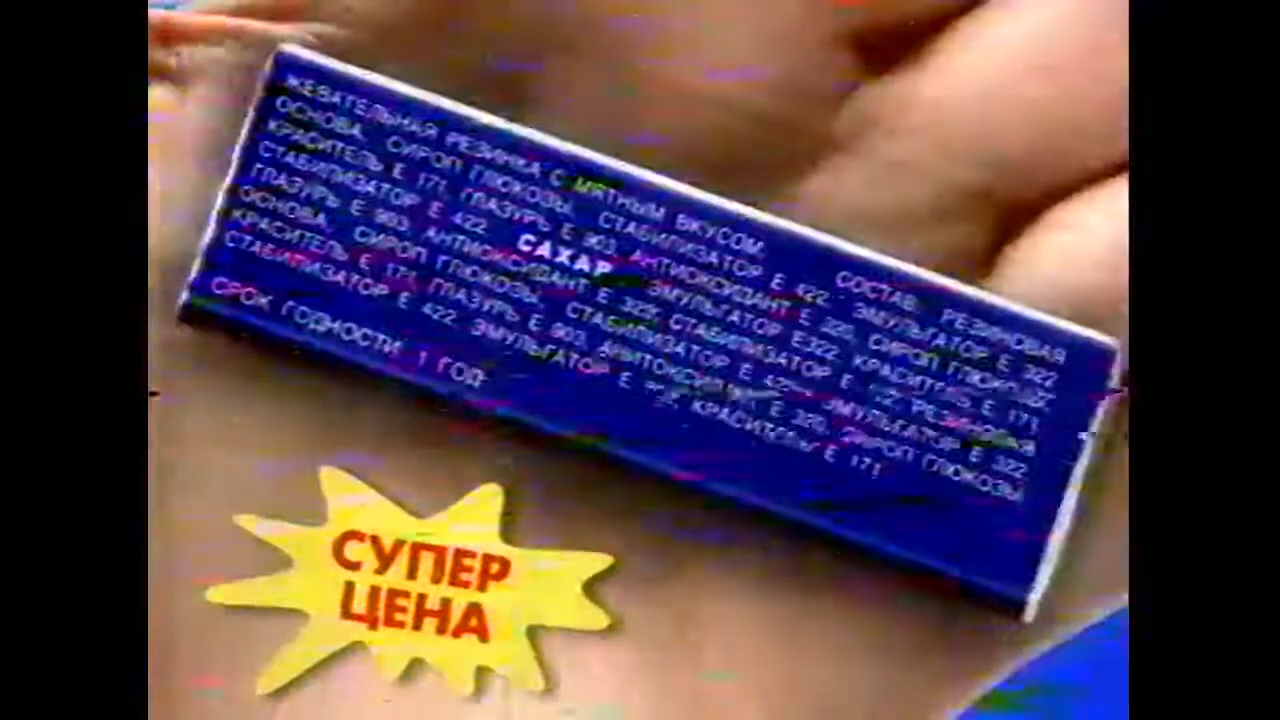 ЖЕВАТЕЛЬНАЯ РЕЗИНКА С МЯТНЫМ ВКУСОМ. СОСТАВ: РЕЗИНОВАЯ
ОСНОВА, СИРОП ГЛЮКОЗЫ, СТАБИЛИЗАТОР Е 422, ЭМУЛЬГАТОР Е 322
КРАСИТЕЛЬ Е 171, ГЛАЗУРЬ Е 903, АНТИОКСИДАНТ Е 320, СИРОП ГЛЮКОЗЫ
СТАБИЛИЗАТОР Е 422, САХАР, ЭМУЛЬГАТОР Е322, КРАСИТЕЛЬ Е 171,
ГЛАЗУРЬ Е 903, АНТИОКСИДАНТ Е 320, СТАБИЛИЗАТОР Е 422, РЕЗИНОВАЯ
ОСНОВА, СИРОП ГЛЮКОЗЫ, СТАБИЛИЗАТОР Е 422, ЭМУЛЬГАТОР Е 322
КРАСИТЕЛЬ Е 171, ГЛАЗУРЬ Е 903, Е 320, СИРОП ГЛЮКОЗЫ
СТАБИЛИЗАТОР Е 422, ЭМУЛЬГАТОР Е КРАСИТЕЛЬ Е 171
СРОК ГОДНОСТИ: 1 ГОД
СУПЕР
ЦЕНА